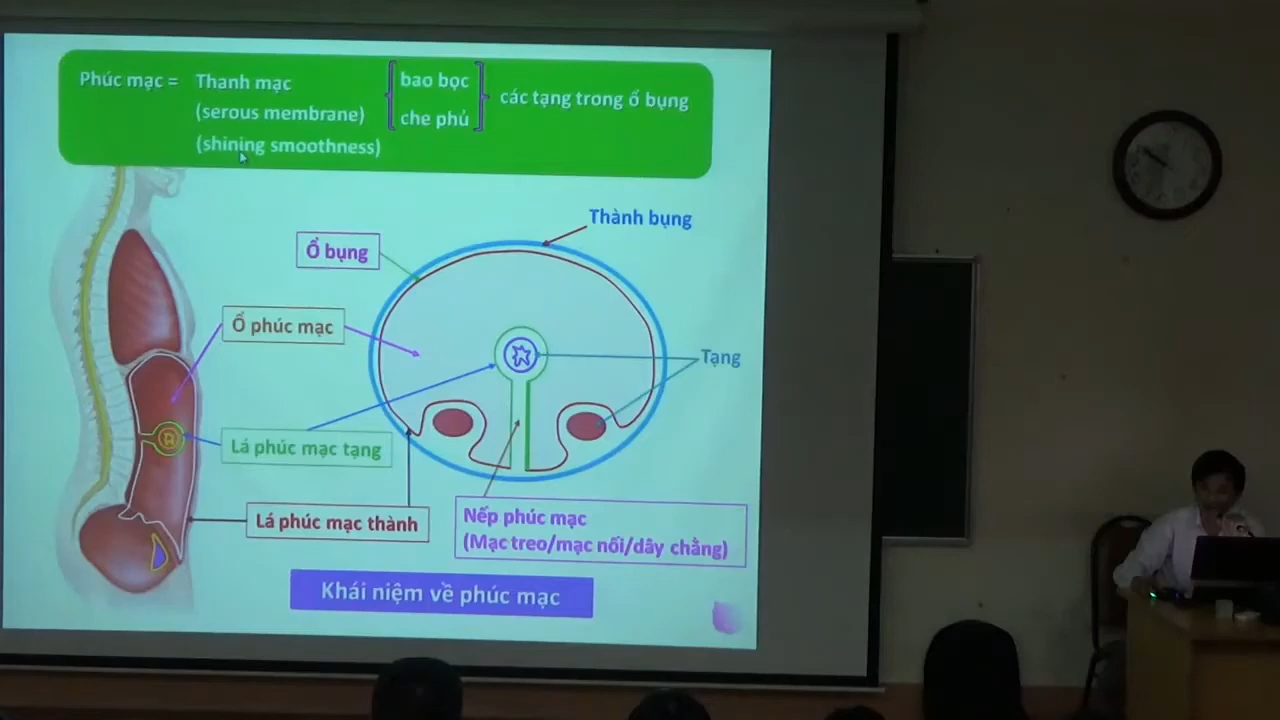 Phúc mạc = Thanh mạc
(serous membrane)
(shining smoothness)
bao bọc
che phủ
các tạng trong ổ bụng
Thành bụng
Ổ bụng
Ổ phúc mạc
Tạng
Lá phúc mạc tạng
Lá phúc mạc thành
Nếp phúc mạc
(Mạc treo/mạc nối/dây chằng)
Khái niệm về phúc mạc